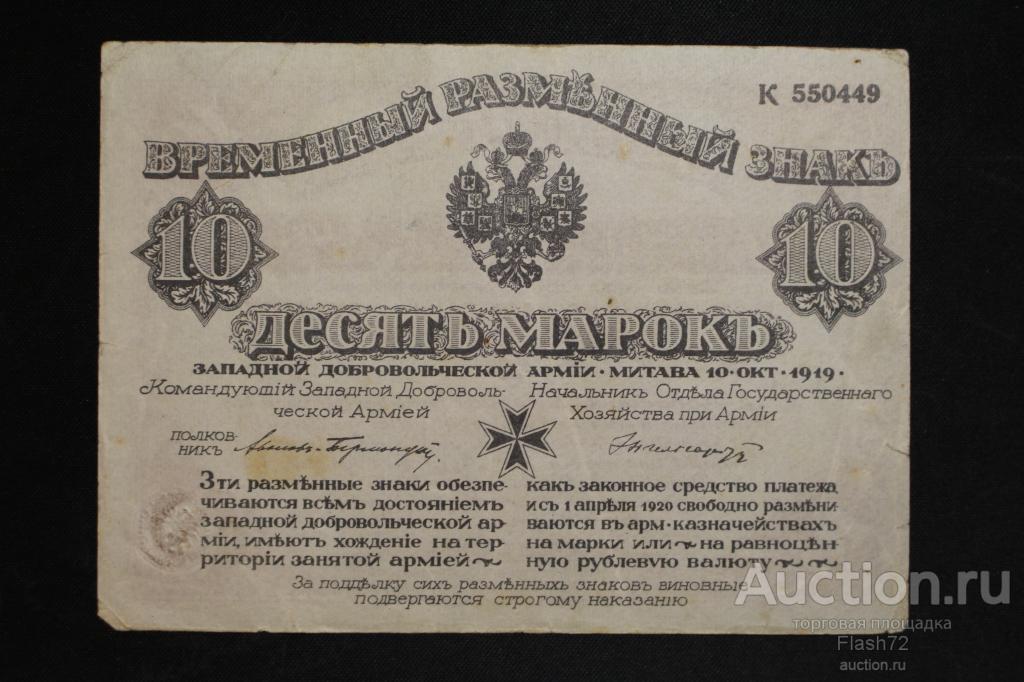 К 550449
ВРЕМЕННЫЙ РАЗМѢННЫЙ ЗНАКЪ
10 10
ДЕСЯТЬ МАРОКЪ
ЗАПАДНОЙ ДОБРОВОЛЬЧЕСКОЙ АРМІИ · МИТАВА 10 · ОКТ · 1919 ·
Командующій Западной Доброволь-
ческой Арміей
Начальникъ Отдѣла Государственнаго
Хозяйства при Арміи
полков-
никъ Авалов-Бермондт.
Эти размѣнные знаки обезпе-
чиваются всѣмъ достояніемъ
западной добровольческой ар-
міи, имѣютъ хожденіе на тер-
риторіи занятой арміей
какъ законное средство платежа,
и съ 1 апрѣля 1920 свободно размѣни-
ваются въ арм · казначействахъ
на марки или на равноцѣн-
ную рублевую валюту
За поддѣлку сихъ размѣнныхъ знаковъ виновные
подвергаются строгому наказанію
Auction.ru
торговая площадка
Flash72
auction.ru